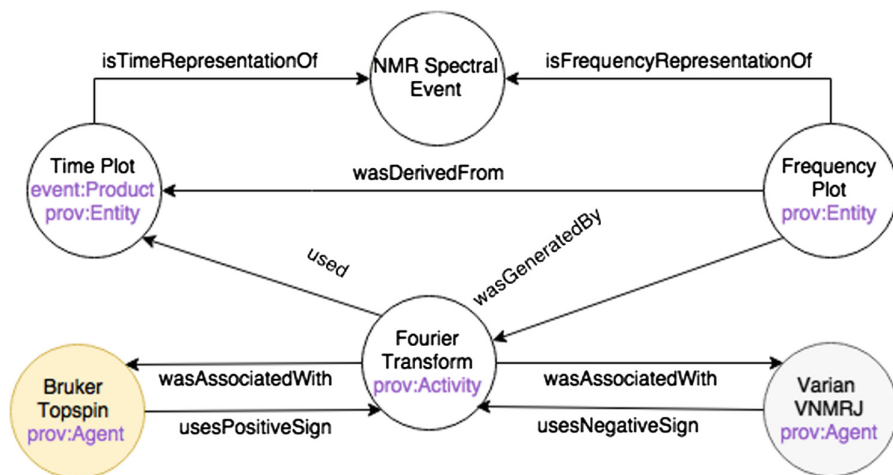 isTimeRepresentationOf
NMR Spectral
Event
isFrequencyRepresentationOf
Time Plot
event:Product
prov:Entity
wasDerivedFrom
Frequency
Plot
prov:Entity
used
wasGeneratedBy
Fourier
Transform
prov:Activity
Bruker
Topspin
prov:Agent
wasAssociatedWith
usesPositiveSign
wasAssociatedWith
usesNegativeSign
Varian
VNMRJ
prov:Agent